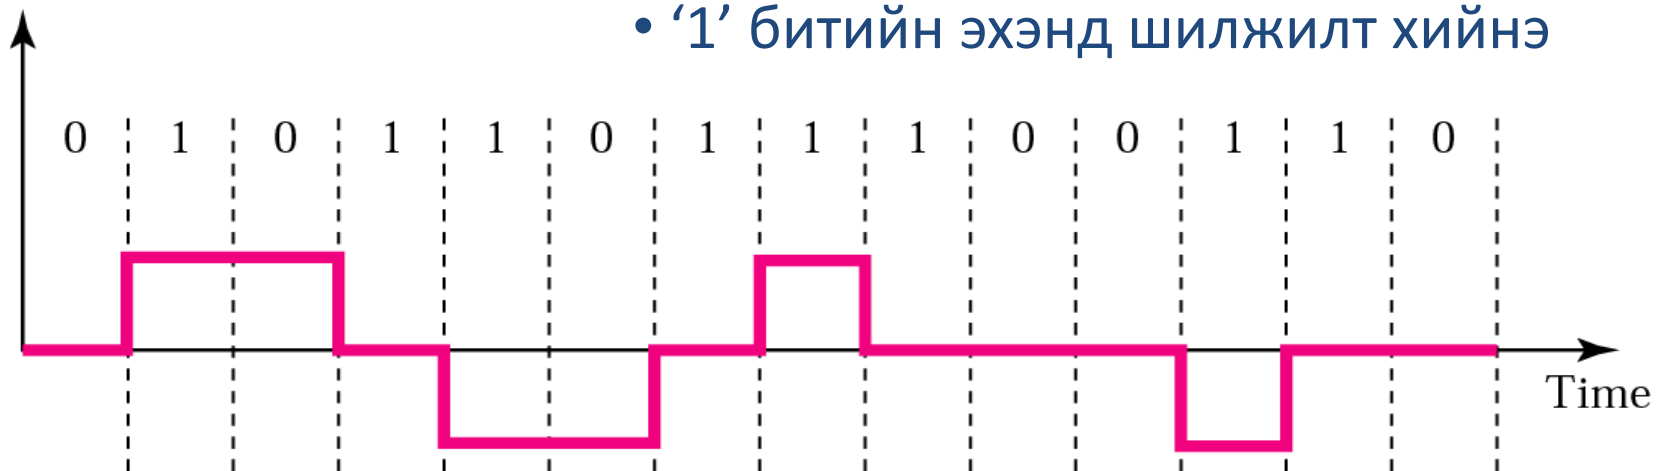 • ‘1’ битийн эхэнд шилжилт хийнэ
0 1 0 1 1 0 1 1 1 0 0 1 1 0
Time